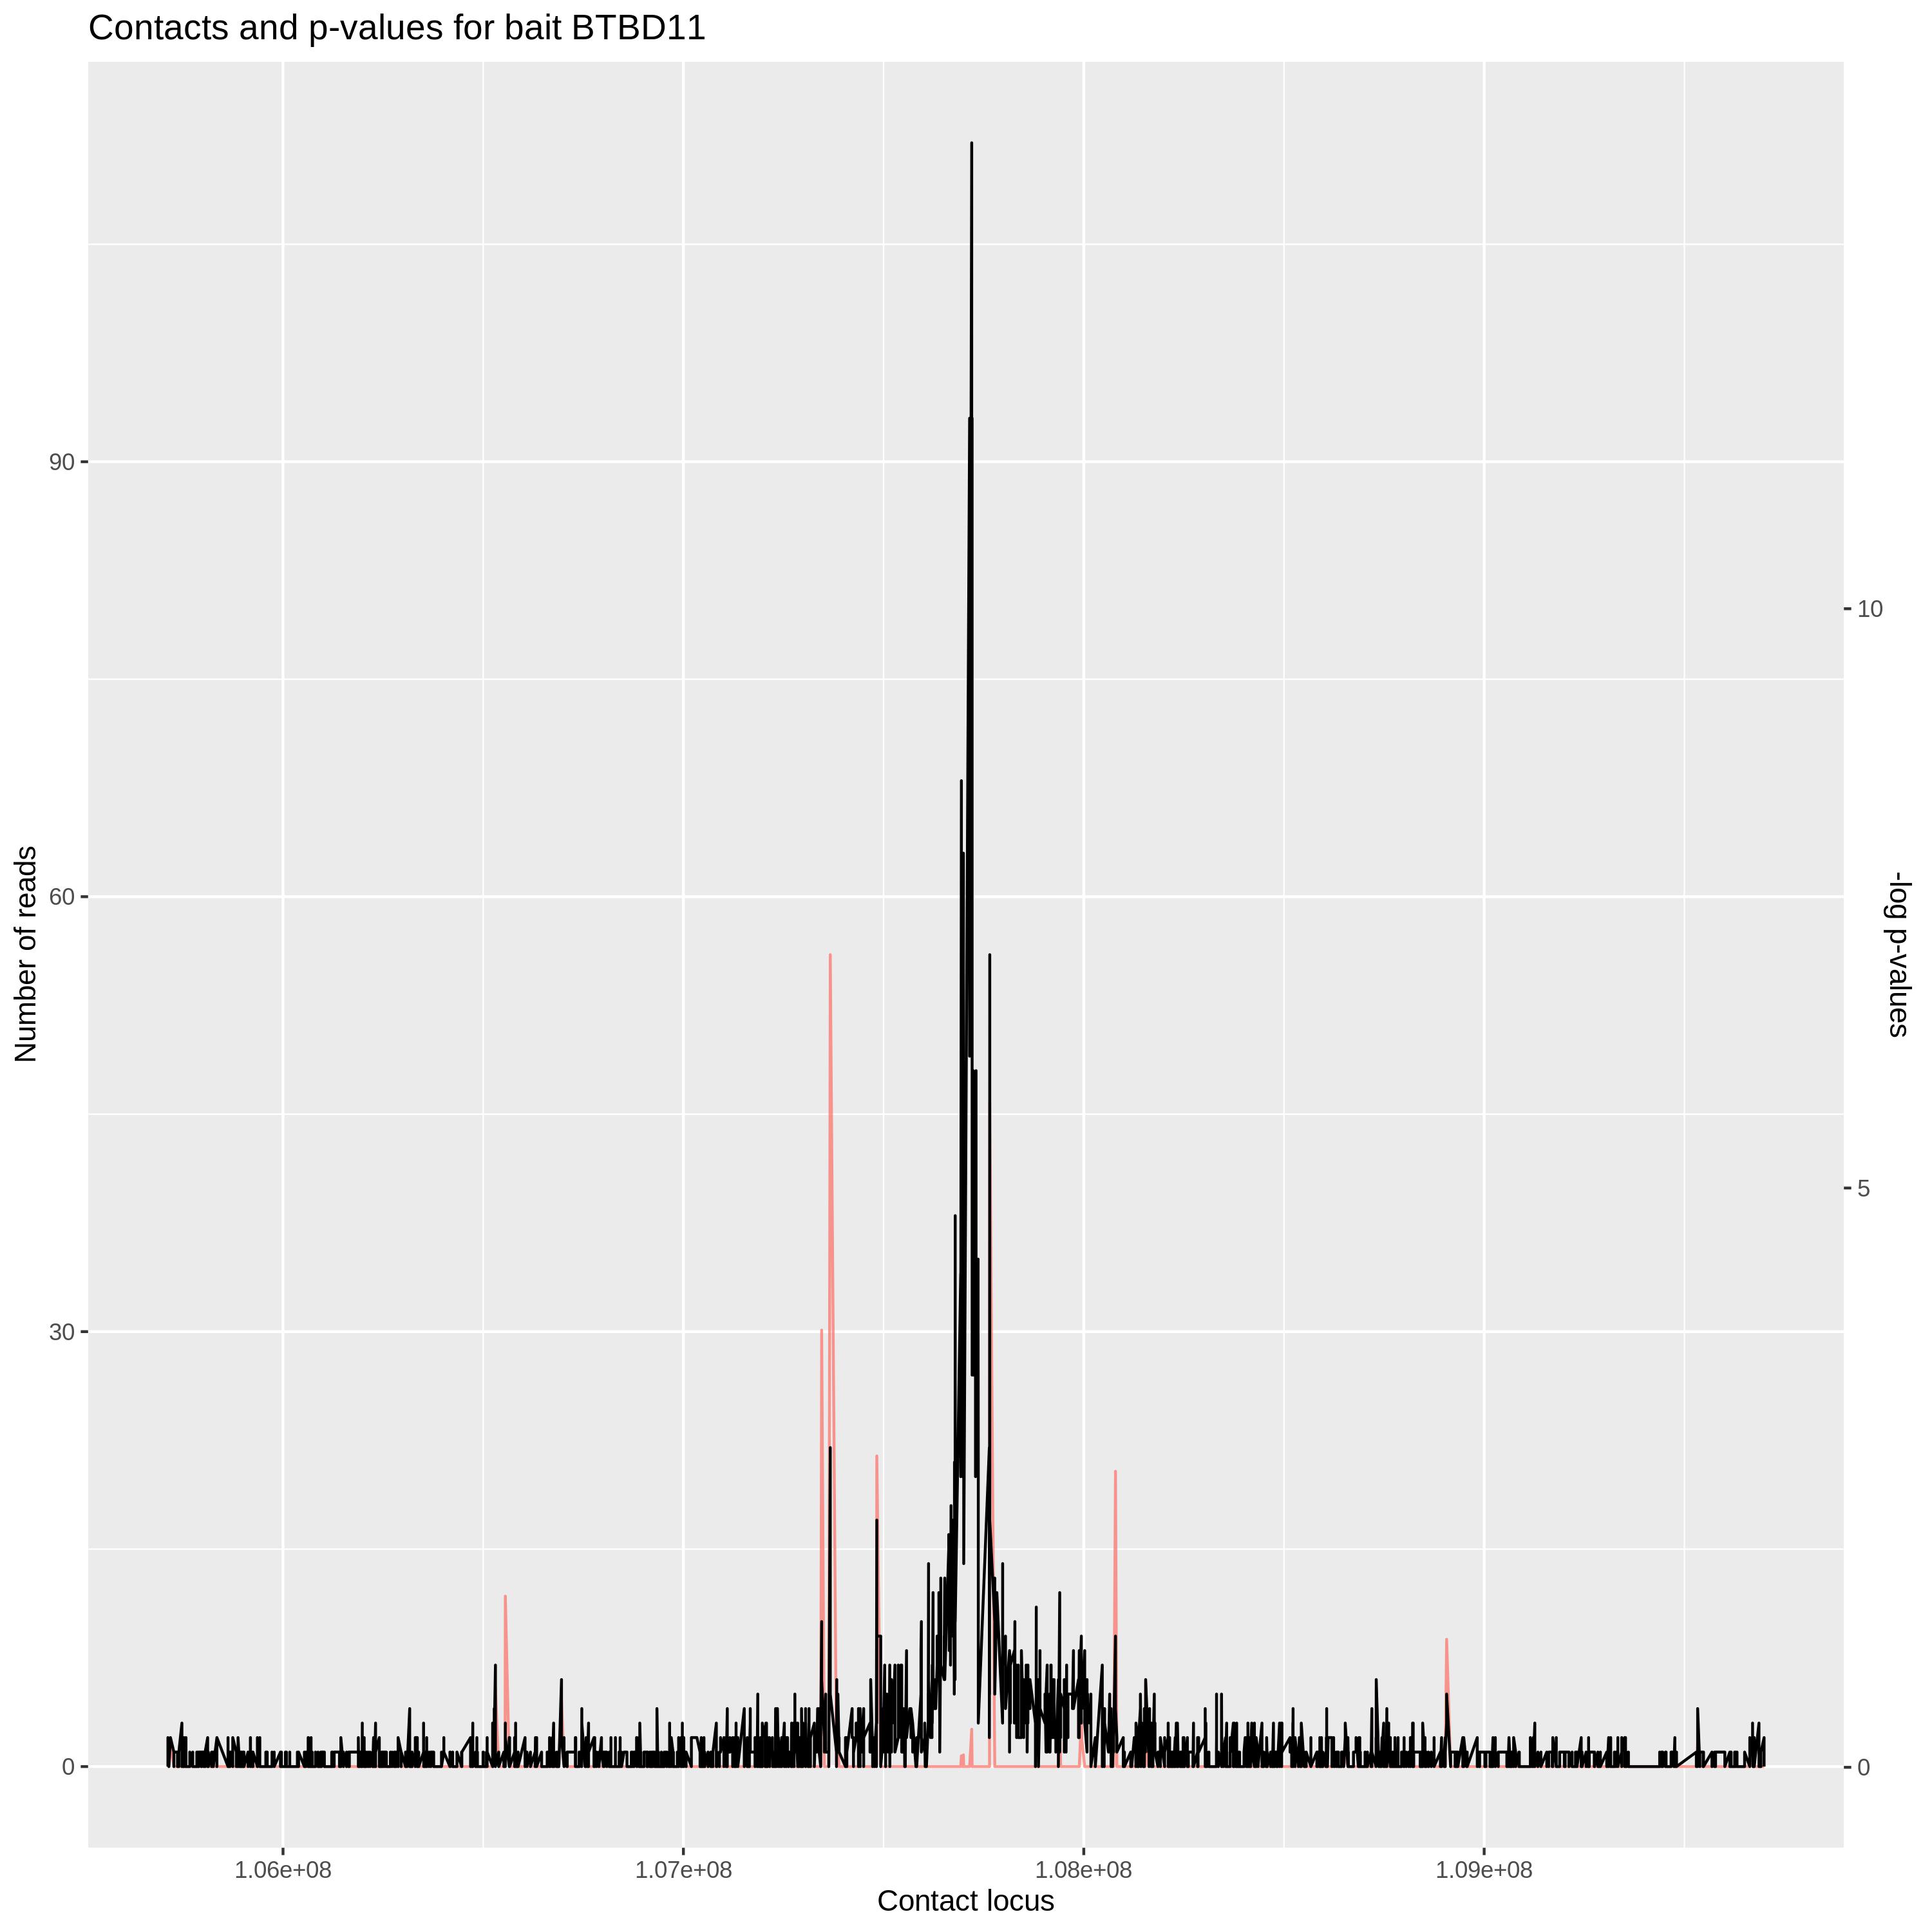 Contacts and p-values for bait BTBD11
Number of reads
90
60
30
0
10
5
0
-log p-values
1.06e+08
1.07e+08
1.08e+08
1.09e+08
Contact locus